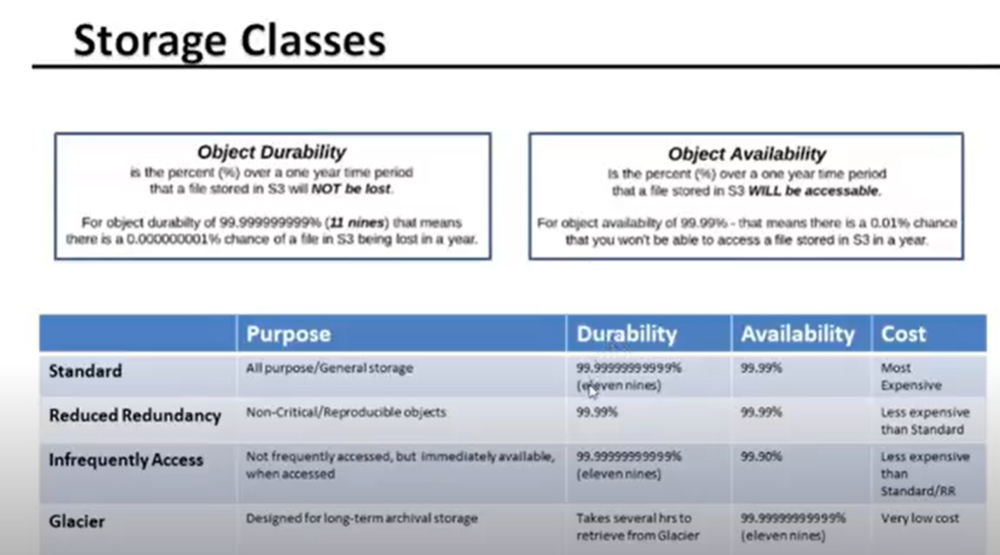 Storage Classes
Object Durability
is the percent (%) over a one year time period
that a file stored in S3 will NOT be lost.
For object durabilty of 99.999999999% (11 nines) that means
there is a 0.000000001% chance of a file in S3 being lost in a year.
Object Availability
Is the percent (%) over a one year time period
that a file stored in S3 WILL be accessable.
For object availabilty of 99.99% - that means there is a 0.01% chance
that you won't be able to access a file stored in S3 in a year.
Purpose Durability Availability Cost
Standard All purpose/General storage 99.99999999999% (eleven nines) 99.99% Most Expensive
Reduced Redundancy Non-Critical/Reproducible objects 99.99% 99.99% Less expensive than Standard
Infrequently Access Not frequently accessed, but immediately available, when accessed 99.99999999999% (eleven nines) 99.90% Less expensive than Standard/RR
Glacier Designed for long-term archival storage Takes several hrs to retrieve from Glacier 99.99999999999% (eleven nines) Very low cost